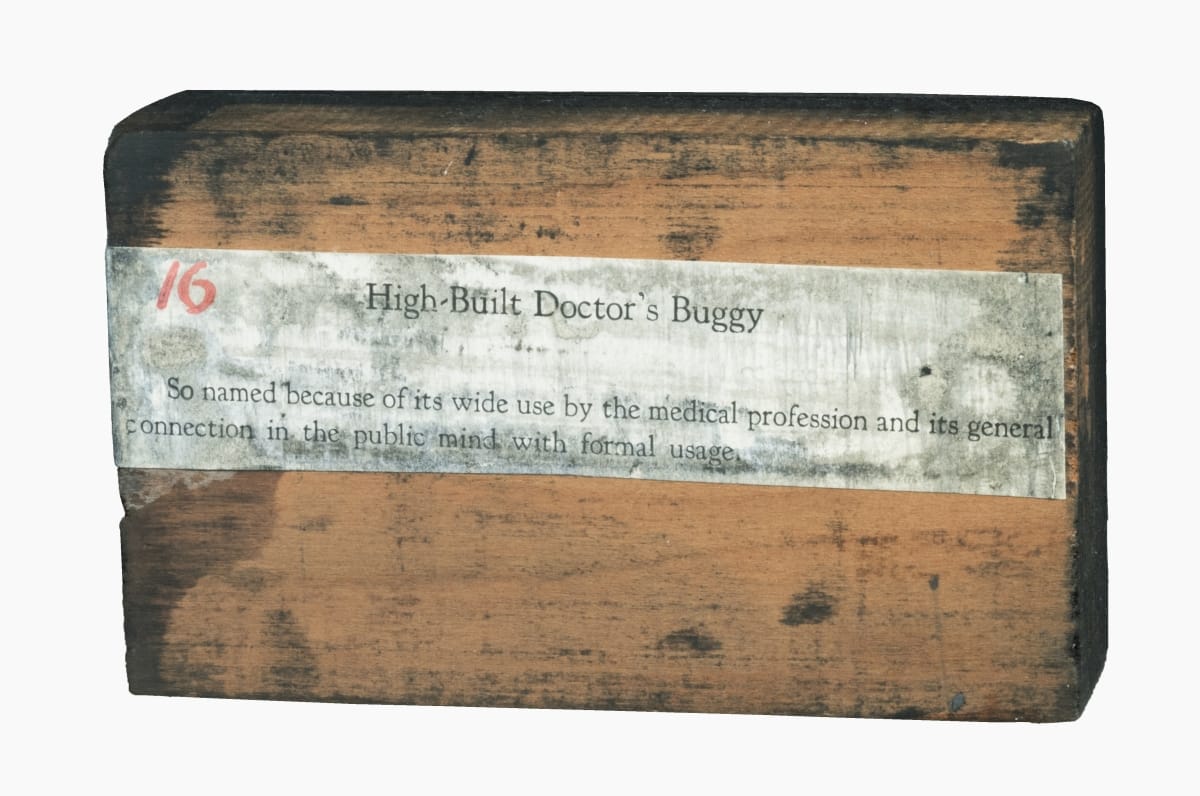 16
High-Built Doctor's Buggy
So named because of its wide use by the medical profession and its general
connection in the public mind with formal usage.